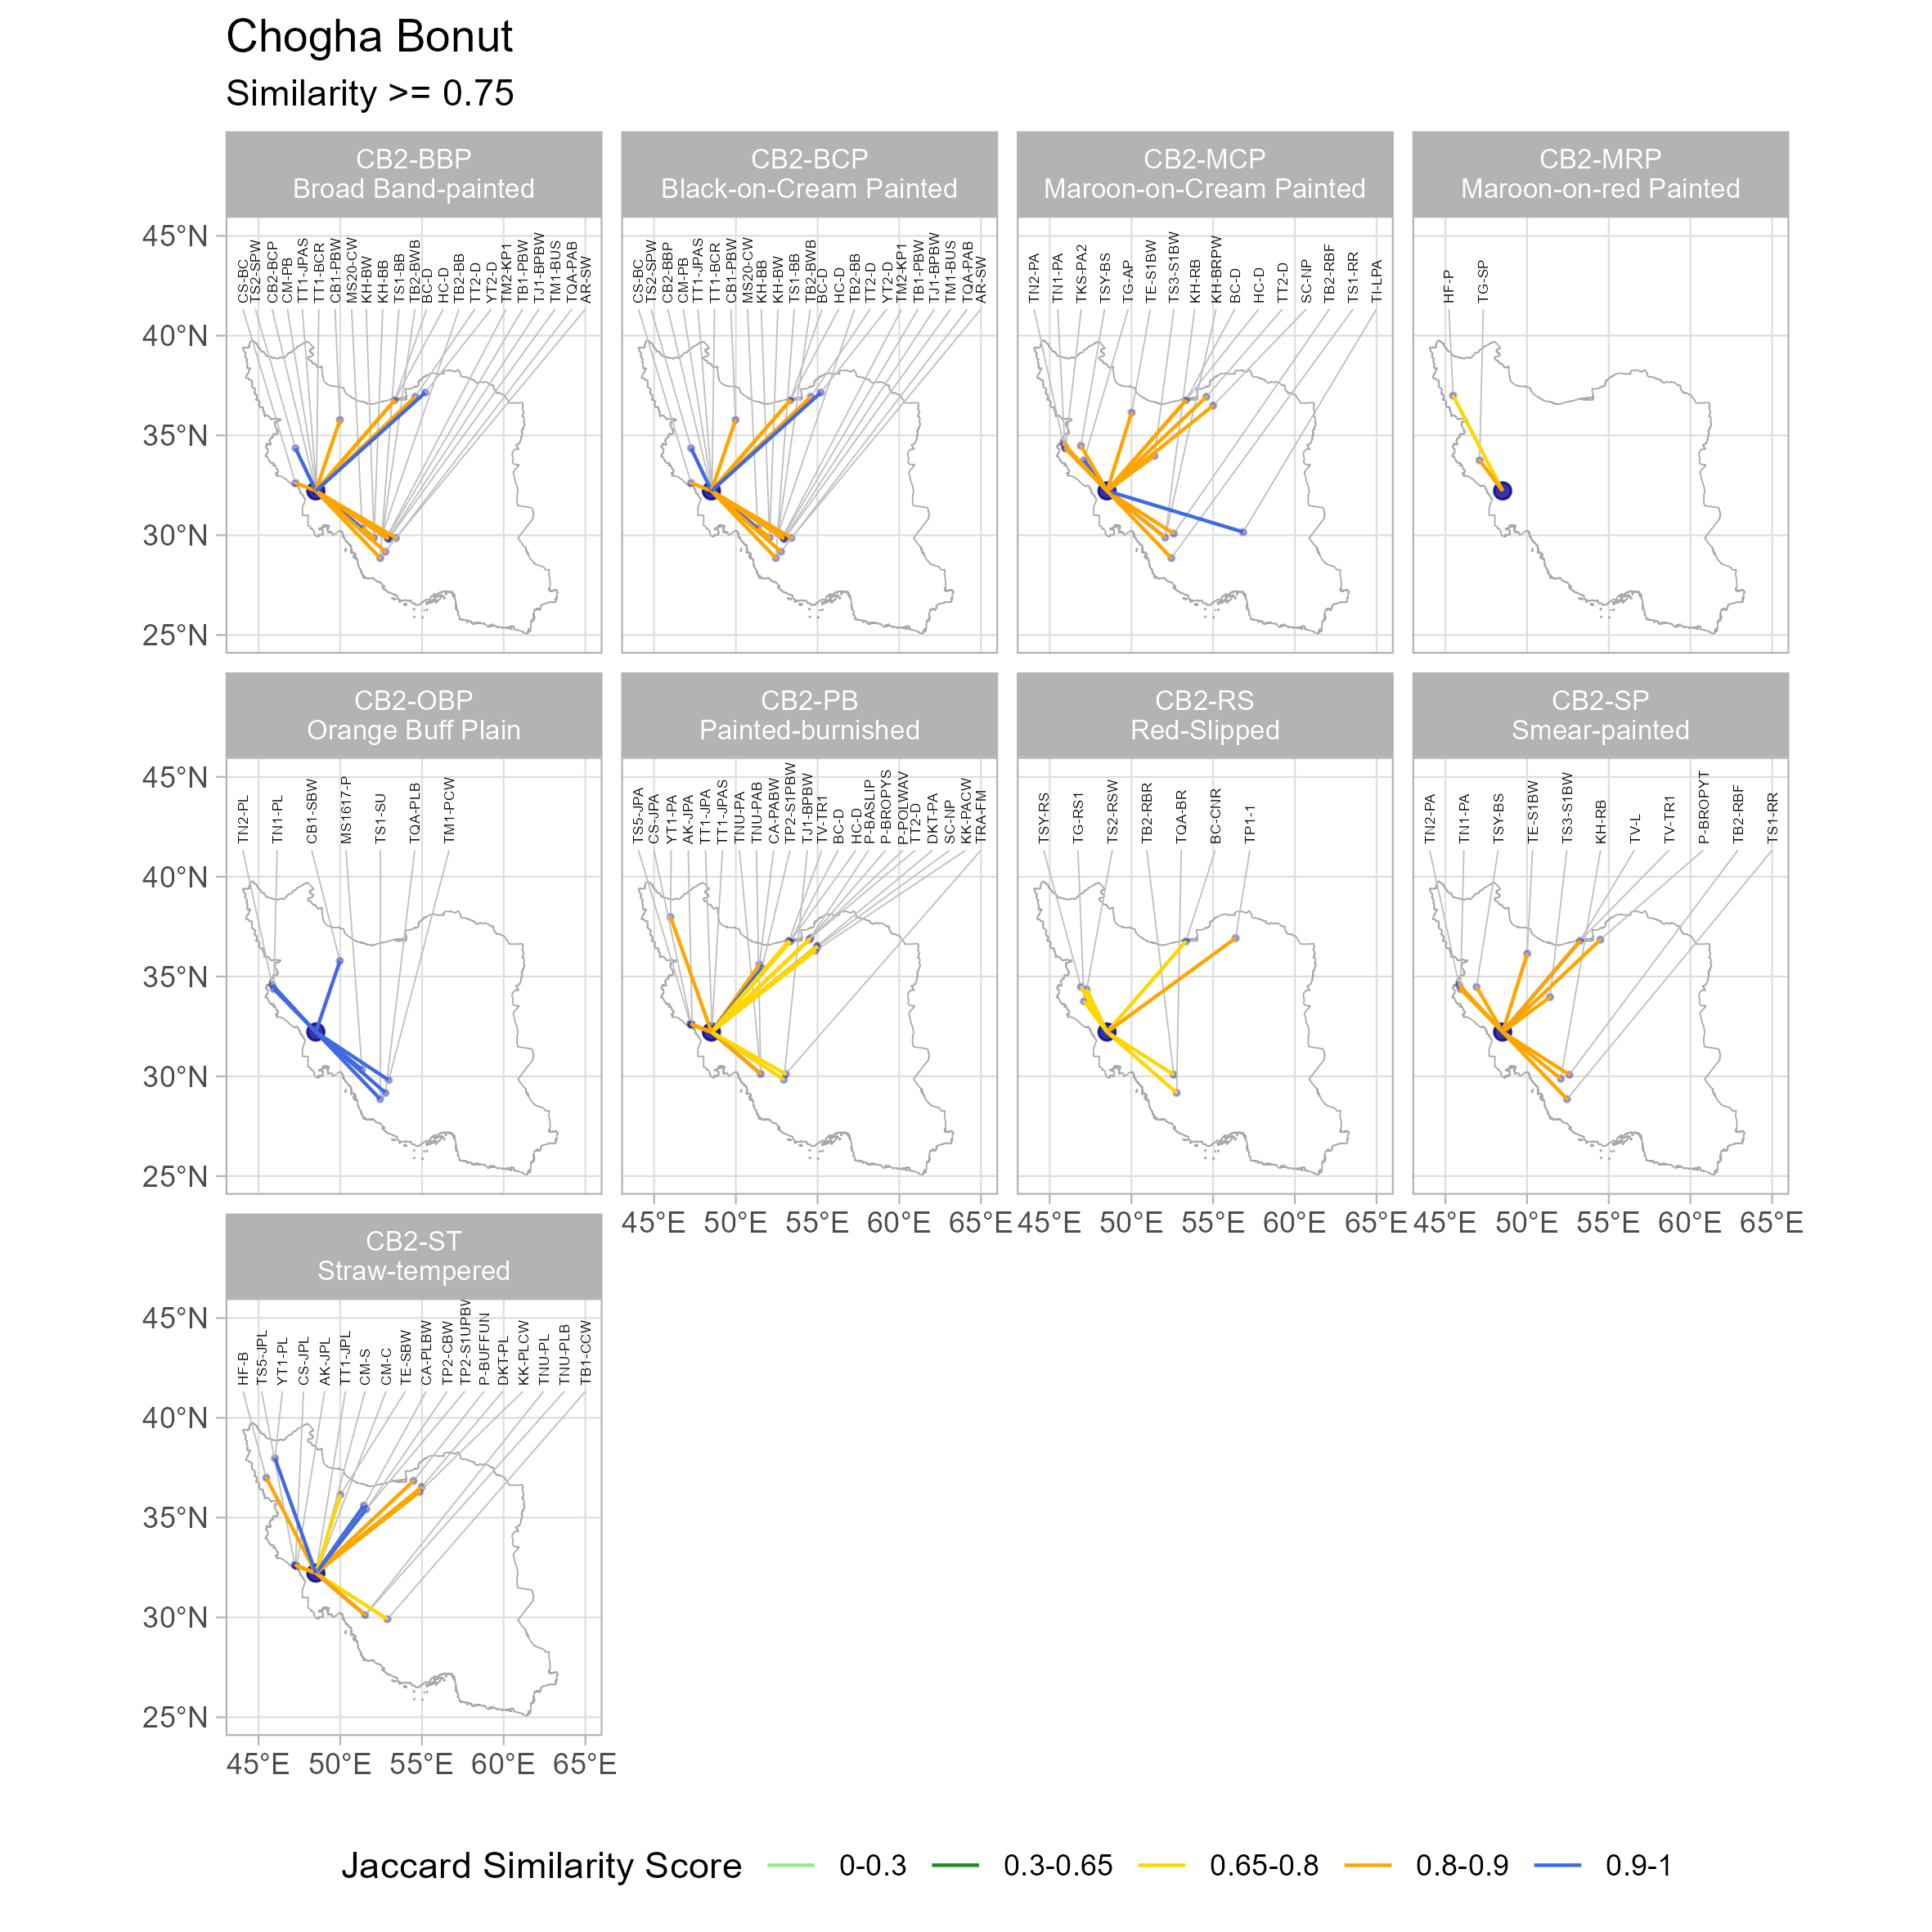 Chogha Bonut
Similarity >= 0.75
CB2-BBP
Broad Band-painted
CB2-BCP
Black-on-Cream Painted
CB2-MCP
Maroon-on-Cream Painted
CB2-MRP
Maroon-on-red Painted
CS-BC
TS2-SPW
CB2-BCP
CM-PB
TT1-JPAS
TT1-BCR
CB1-PBW
MS20-CW
KH-BW
KH-BB
TS1-BB
TB2-BWB
BC-D
HC-D
TB2-BB
TT2-D
YT2-D
TM2-KP1
TB1-PBW
TJ1-BPBW
TM1-BUS
TQA-PAB
AR-SW
CS-BC
TS2-SPW
CB2-BBP
CM-PB
TT1-JPAS
TT1-BCR
CB1-PBW
MS20-CW
KH-BB
KH-BW
TS1-BB
TB2-BWB
BC-D
HC-D
TB2-BB
TT2-D
YT2-D
TM2-KP1
TB1-PBW
TJ1-BPBW
TM1-BUS
TQA-PAB
AR-SW
TN2-PA
TN1-PA
TKS-PA2
TSY-BS
TG-AP
TE-S1BW
TS3-S1BW
KH-RB
KH-BRPW
BC-D
HC-D
TT2-D
SC-NP
TB2-RBF
TS1-RR
TI-LPA
HF-P
TG-SP
45°N
40°N
35°N
30°N
25°N
CB2-OBP
Orange Buff Plain
CB2-PB
Painted-burnished
CB2-RS
Red-Slipped
CB2-SP
Smear-painted
TN2-PL
TN1-PL
CB1-SBW
MS1617-P
TS1-SU
TQA-PLB
TM1-PCW
TS5-JPA
CS-JPA
YT1-PA
AK-JPA
TT1-JPA
TT1-JPAS
TNU-PA
TNU-PAB
CA-PABW
TP2-S1PBW
TJ1-BPBW
TV-TR1
BC-D
HC-D
P-BASLIP
P-BROPYS
P-POLWAV
TT2-D
DKT-PA
SC-NP
KK-PACW
TRA-FM
TSY-RS
TG-RS1
TS2-RSW
TB2-RBR
TQA-BR
BC-CNR
TP1-1
TN2-PA
TN1-PA
TSY-BS
TE-S1BW
TS3-S1BW
KH-RB
TV-L
TV-TR1
P-BROPYT
TB2-RBF
TS1-RR
45°N
40°N
35°N
30°N
25°N
45°E 50°E 55°E 60°E 65°E
45°E 50°E 55°E 60°E 65°E
45°E 50°E 55°E 60°E 65°E
CB2-ST
Straw-tempered
HF-B
TS5-JPL
YT1-PL
CS-JPL
AK-JPL
TT1-JPL
CM-S
CM-C
TE-SBW
CA-PLBW
TP2-CBW
TP2-S1UPBW
P-BUFFUN
DKT-PL
KK-PLCW
TNU-PL
TNU-PLB
TB1-CCW
45°N
40°N
35°N
30°N
25°N
45°E 50°E 55°E 60°E 65°E
Jaccard Similarity Score 0-0.3 0.3-0.65 0.65-0.8 0.8-0.9 0.9-1